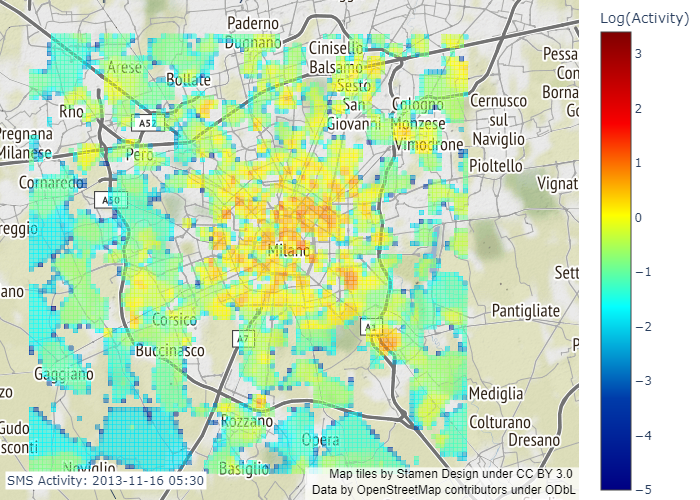 Paderno
Dugnano
Cinisello
Balsamo
Log(Activity)
Arese
Bollate
Sesto
San
Giovanni
Cologno
Monzese
Cernusco
sul
Naviglio
Pessa
Con
Borna
Go
Rho
A52
Pregnana
Milanese
Pero
Vimodrone
Pioltello
Cornaredo
A50
Vignat
reggio
Milano
Sett
ano
Corsico
A7
A1
Pantigliate
P
Buccinasco
Gaggiano
zo
Mediglia
Gudo
sconti
Rozzano
Opera
Colturano
Dresano
Noviglio
Basiglio
3
2
1
0
−1
−2
−3
−4
−5
SMS Activity: 2013-11-16 05:30
Map tiles by Stamen Design under CC BY 3.0
Data by OpenStreetMap contributors under ODbL